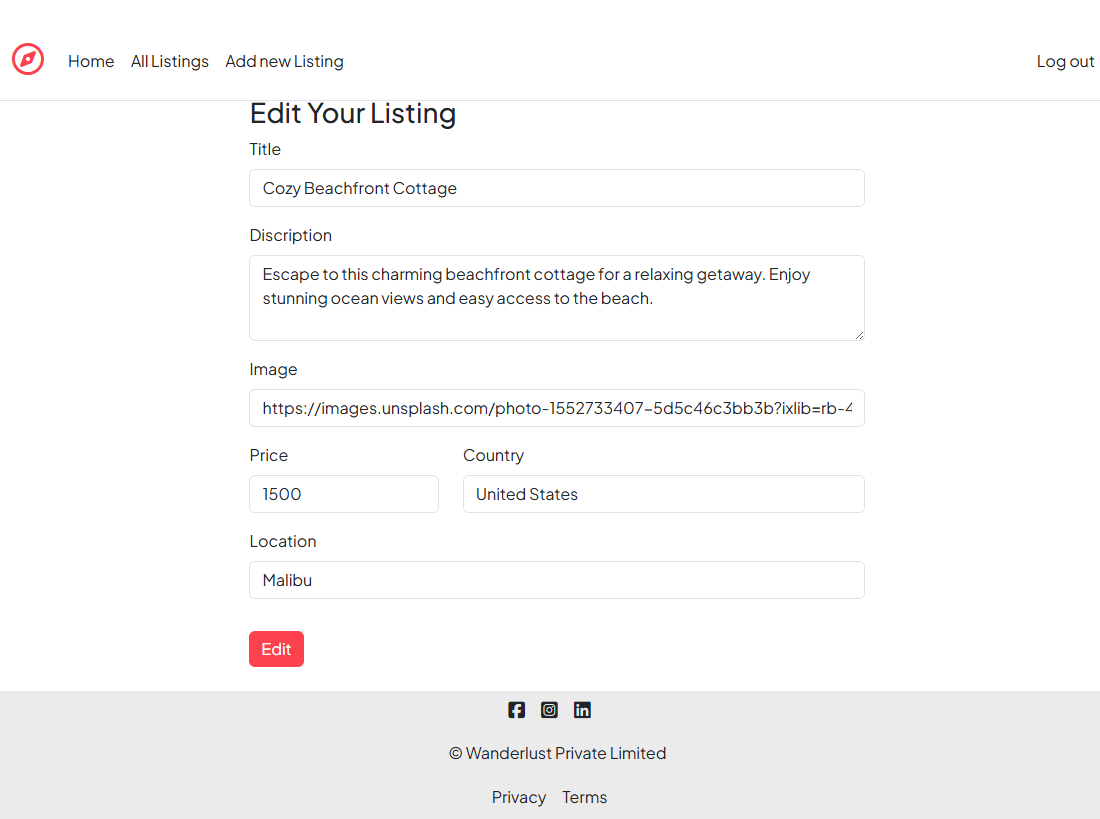 Home All Listings Add new Listing Log out
Edit Your Listing
Title
Cozy Beachfront Cottage
Discription
Escape to this charming beachfront cottage for a relaxing getaway. Enjoy
stunning ocean views and easy access to the beach.
Image
https://images.unsplash.com/photo-1552733407-5d5c46c3bb3b?ixlib=rb-4
Price Country
1500 United States
Location
Malibu
Edit
© Wanderlust Private Limited
Privacy Terms